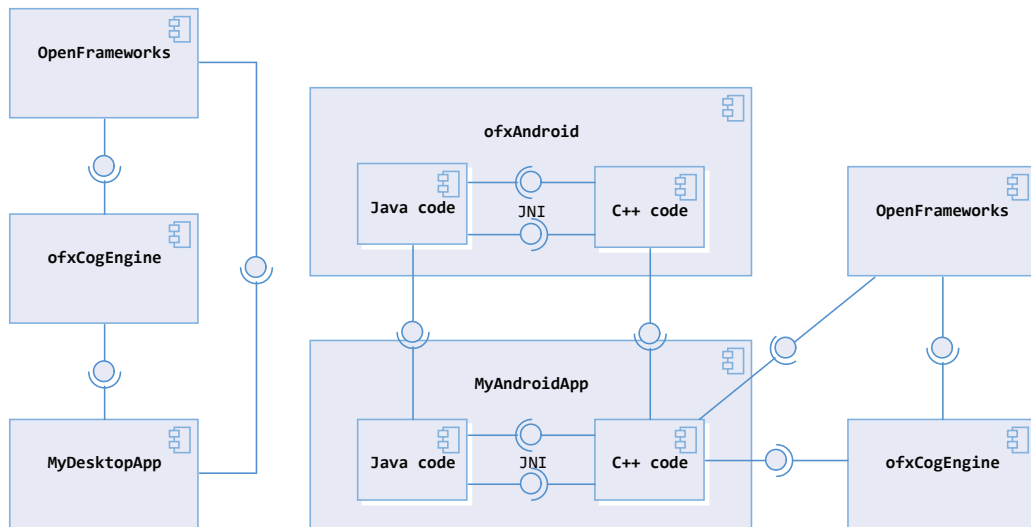 OpenFrameworks
ofxCogEngine
MyDesktopApp
ofxAndroid
Java code
JNI
C++ code
MyAndroidApp
Java code
JNI
C++ code
OpenFrameworks
ofxCogEngine